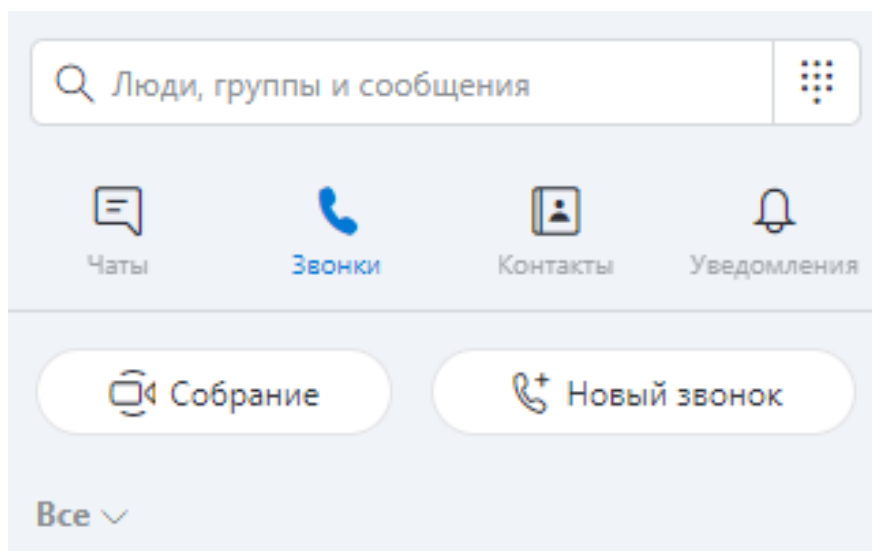 Люди, группы и сообщения
Чаты Звонки Контакты Уведомления
Собрание Новый звонок
Все